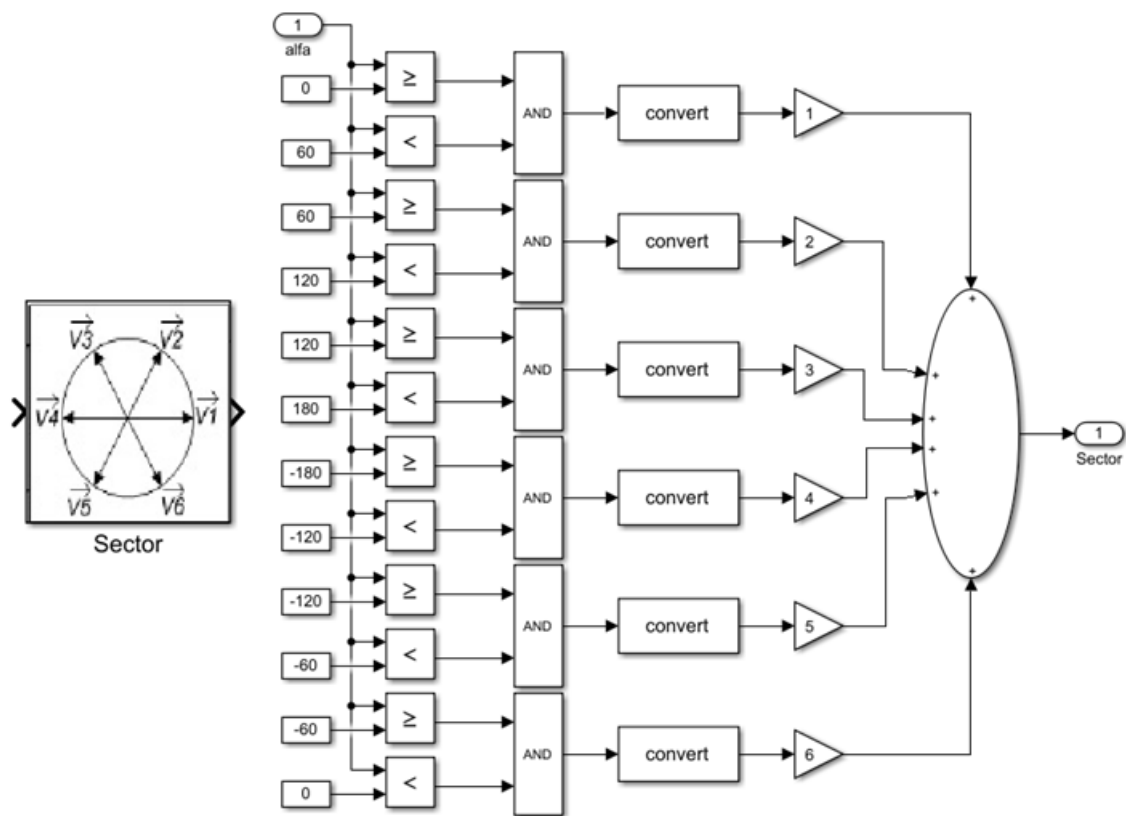 1
alfa
≥
0
AND
convert
1
<
60
≥
60
AND
convert
2
<
120
≥
120
AND
convert
3
<
180
≥
-180
AND
convert
4
<
-120
≥
-120
AND
convert
5
<
-60
≥
-60
AND
convert
6
<
0
+
+
+
+
+
+
1
Sector
V3
V2
V4
V1
V5
V6
Sector